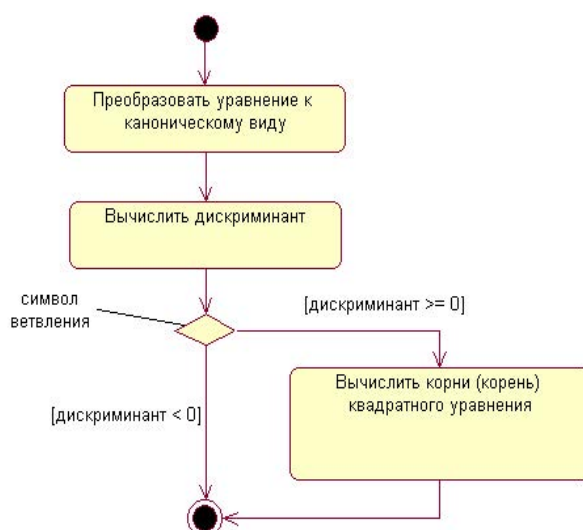 Преобразовать уравнение к
каноническому виду
Вычислить дискриминант
символ
ветвления
[дискриминант >= 0]
Вычислить корни (корень)
квадратного уравнения
[дискриминант < 0]